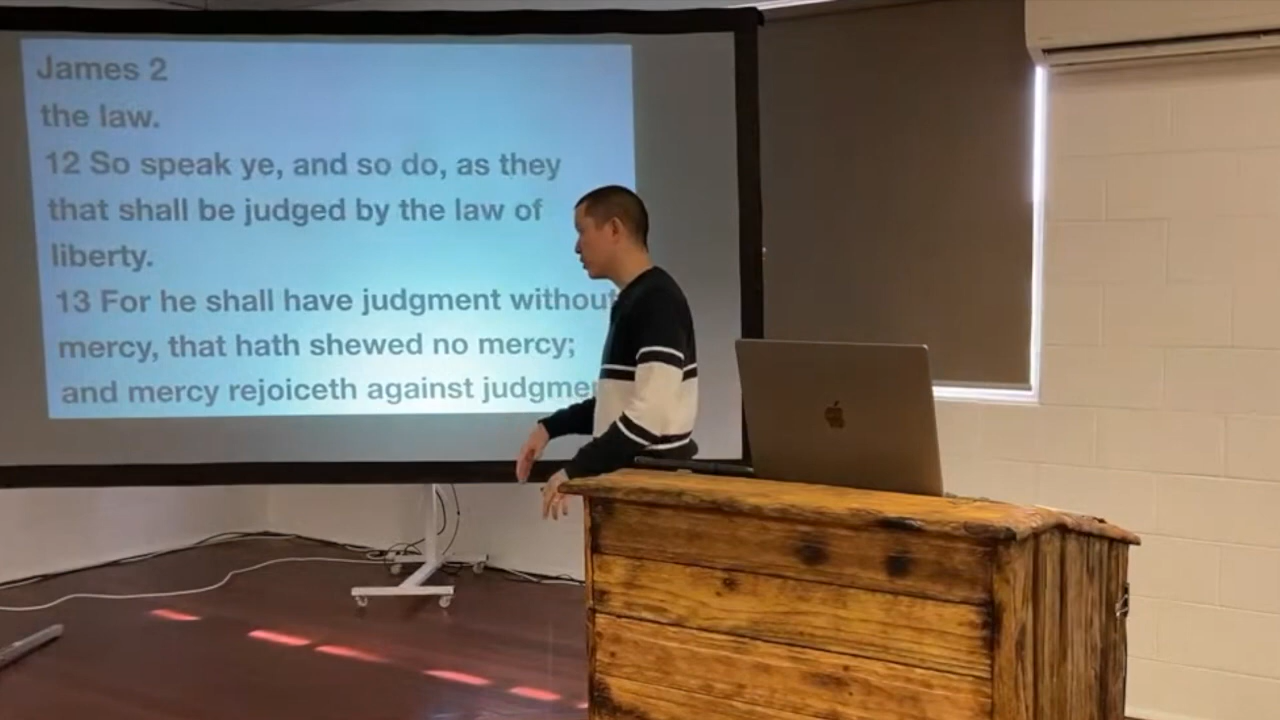 James 2
the law.
12 So speak ye, and so do, as they
that shall be judged by the law of
liberty.
13 For he shall have judgment without
mercy, that hath shewed no mercy;
and mercy rejoiceth against judgme